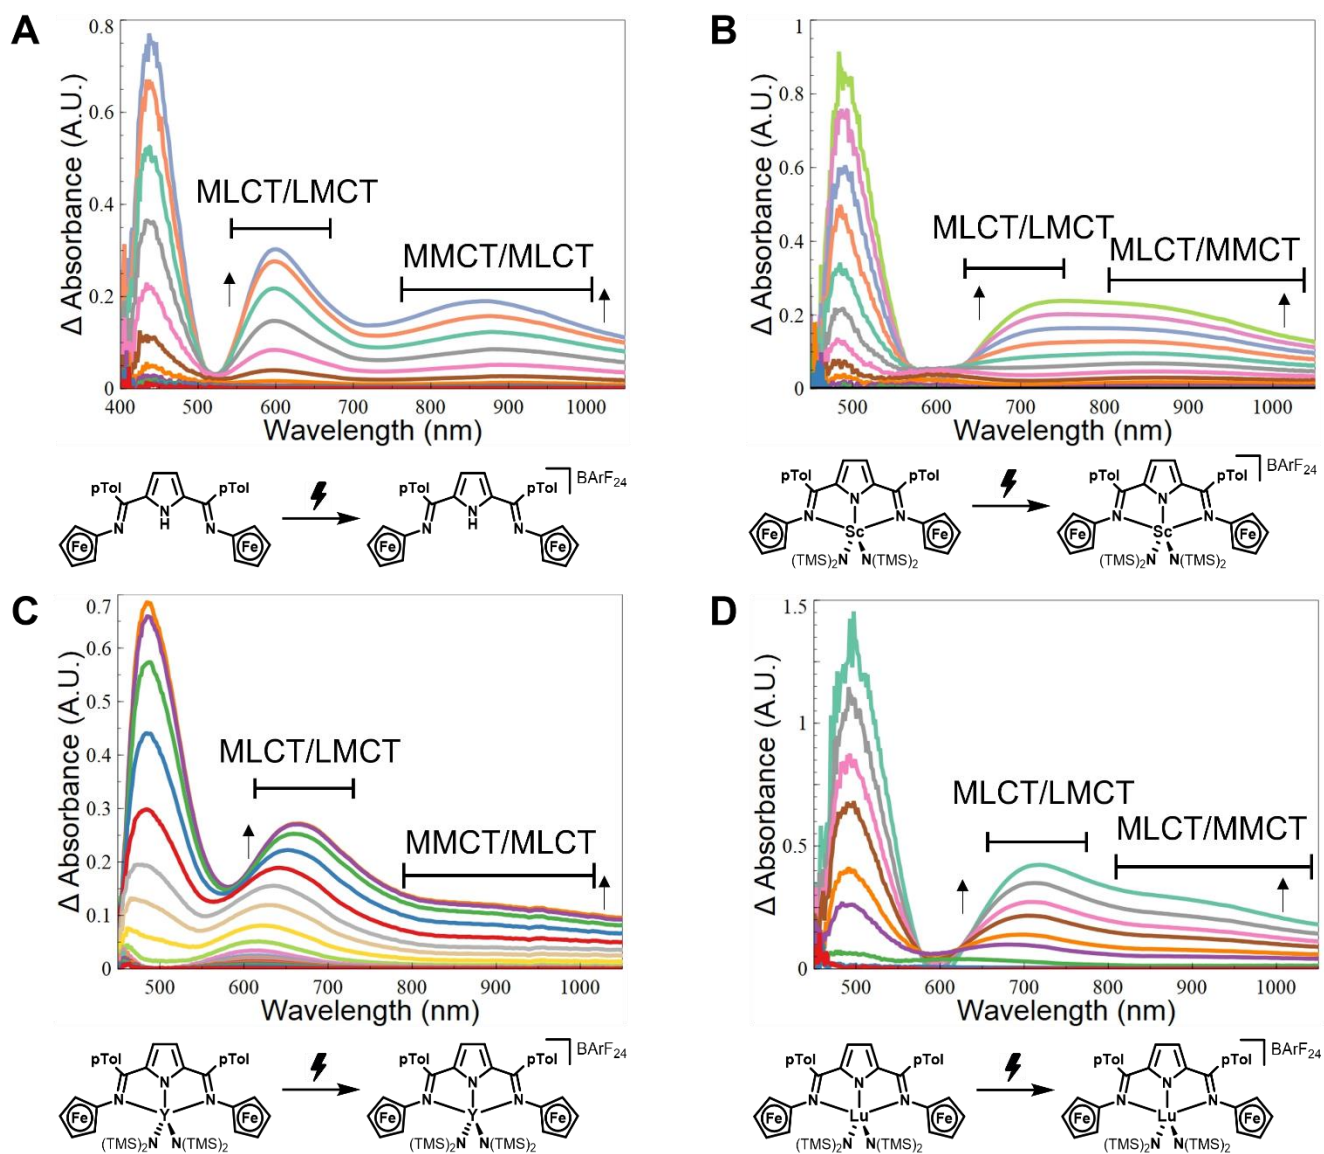 A
Δ Absorbance (A.U.)
0.8
0.6
0.4
0.2
0
MLCT/LMCT
MMCT/MLCT
400 500 600 700 800 900 1000
Wavelength (nm)
pTol pTol
N H N
Fe Fe
pTol pTol BArF24
N H N
Fe Fe
B
Δ Absorbance (A.U.)
1
0.8
0.6
0.4
0.2
0
MLCT/LMCT
MLCT/MMCT
500 600 700 800 900 1000
Wavelength (nm)
pTol pTol
N N N
Fe Sc Fe
(TMS)2N N(TMS)2
pTol pTol BArF24
N N N
Fe Sc Fe
(TMS)2N N(TMS)2
C
Δ Absorbance (A.U.)
0.7
0.6
0.5
0.4
0.3
0.2
0.1
0
MLCT/LMCT
MMCT/MLCT
500 600 700 800 900 1000
Wavelength (nm)
pTol pTol
N N N
Fe Y Fe
(TMS)2N N(TMS)2
pTol pTol BArF24
N N N
Fe Y Fe
(TMS)2N N(TMS)2
D
Δ Absorbance (A.U.)
1.5
1
0.5
0
MLCT/LMCT
MLCT/MMCT
500 600 700 800 900 1000
Wavelength (nm)
pTol pTol
N N N
Fe Lu Fe
(TMS)2N N(TMS)2
pTol pTol BArF24
N N N
Fe Lu Fe
(TMS)2N N(TMS)2